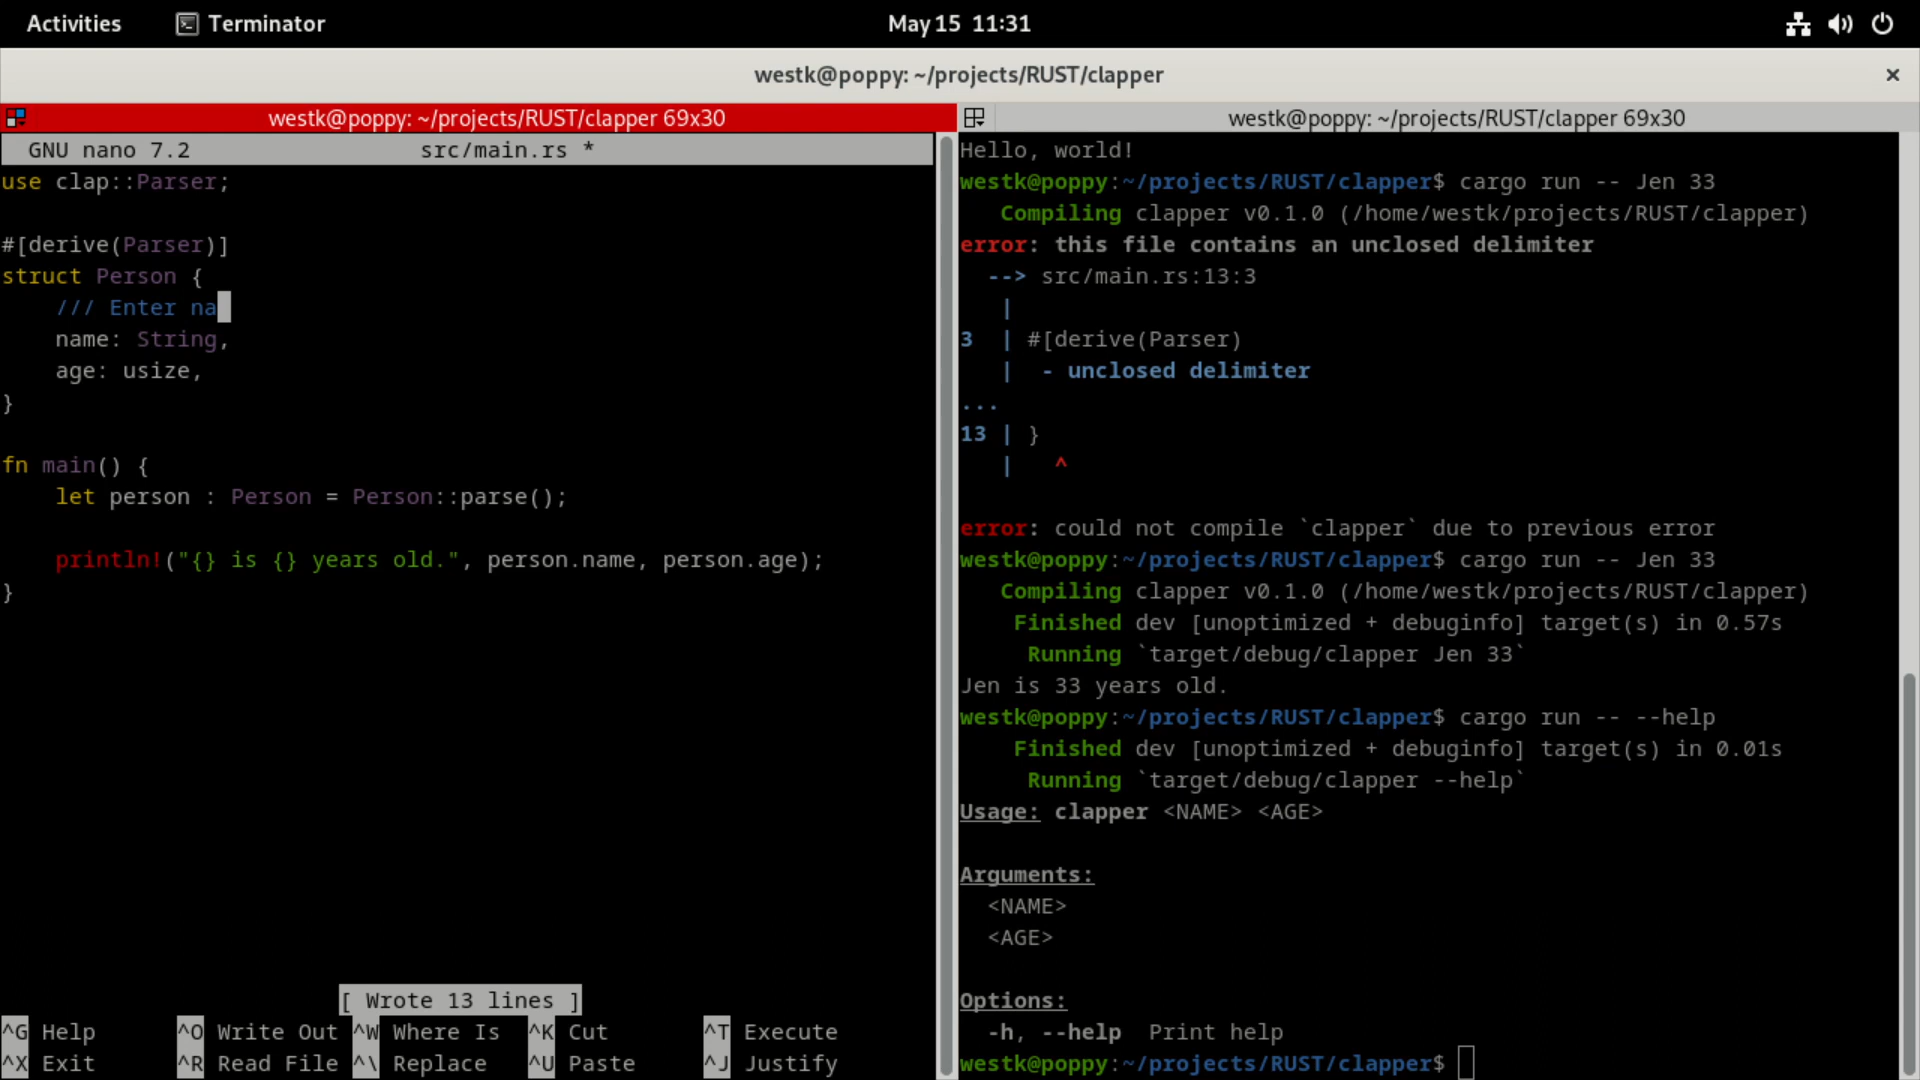 Activities Terminator May 15 11:31
westk@poppy: ~/projects/RUST/clapper ×
westk@poppy: ~/projects/RUST/clapper 69x30
GNU nano 7.2 src/main.rs *
use clap::Parser;
#[derive(Parser)]
struct Person {
    /// Enter na
    name: String,
    age: usize,
}
fn main() {
    let person : Person = Person::parse();
    println!("{} is {} years old.", person.name, person.age);
}
[ Wrote 13 lines ]
^G Help ^O Write Out ^W Where Is ^K Cut ^T Execute
^X Exit ^R Read File ^\ Replace ^U Paste ^J Justify
westk@poppy: ~/projects/RUST/clapper 69x30
Hello, world!
westk@poppy:~/projects/RUST/clapper$ cargo run -- Jen 33
   Compiling clapper v0.1.0 (/home/westk/projects/RUST/clapper)
error: this file contains an unclosed delimiter
  --> src/main.rs:13:3
   |
3  | #[derive(Parser)
   |  - unclosed delimiter
...
13 | }
   |   ^
error: could not compile `clapper` due to previous error
westk@poppy:~/projects/RUST/clapper$ cargo run -- Jen 33
   Compiling clapper v0.1.0 (/home/westk/projects/RUST/clapper)
    Finished dev [unoptimized + debuginfo] target(s) in 0.57s
     Running `target/debug/clapper Jen 33`
Jen is 33 years old.
westk@poppy:~/projects/RUST/clapper$ cargo run -- --help
    Finished dev [unoptimized + debuginfo] target(s) in 0.01s
     Running `target/debug/clapper --help`
Usage: clapper <NAME> <AGE>
Arguments:
  <NAME>
  <AGE>
Options:
  -h, --help  Print help
westk@poppy:~/projects/RUST/clapper$